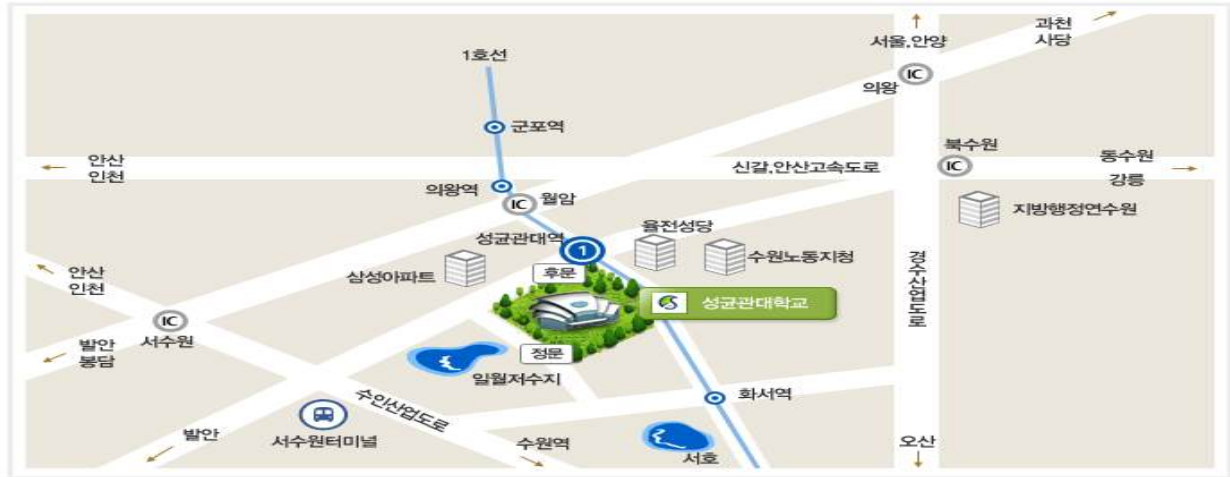 과천
사당
서울,안양
1호선
IC
의왕
군포역
북수원
IC
안산
인천
신갈,안산고속도로
동수원
강릉
의왕역
IC
월암
지방행정연수원
성균관대역
1
율전성당
수원노동지청
삼성아파트
후문
안산
인천
경수산업도로
성균관대학교
IC
서수원
발안
봉담
정문
일월저수지
화서역
수인산업도로
발안
서수원터미널
수원역
서호
오산